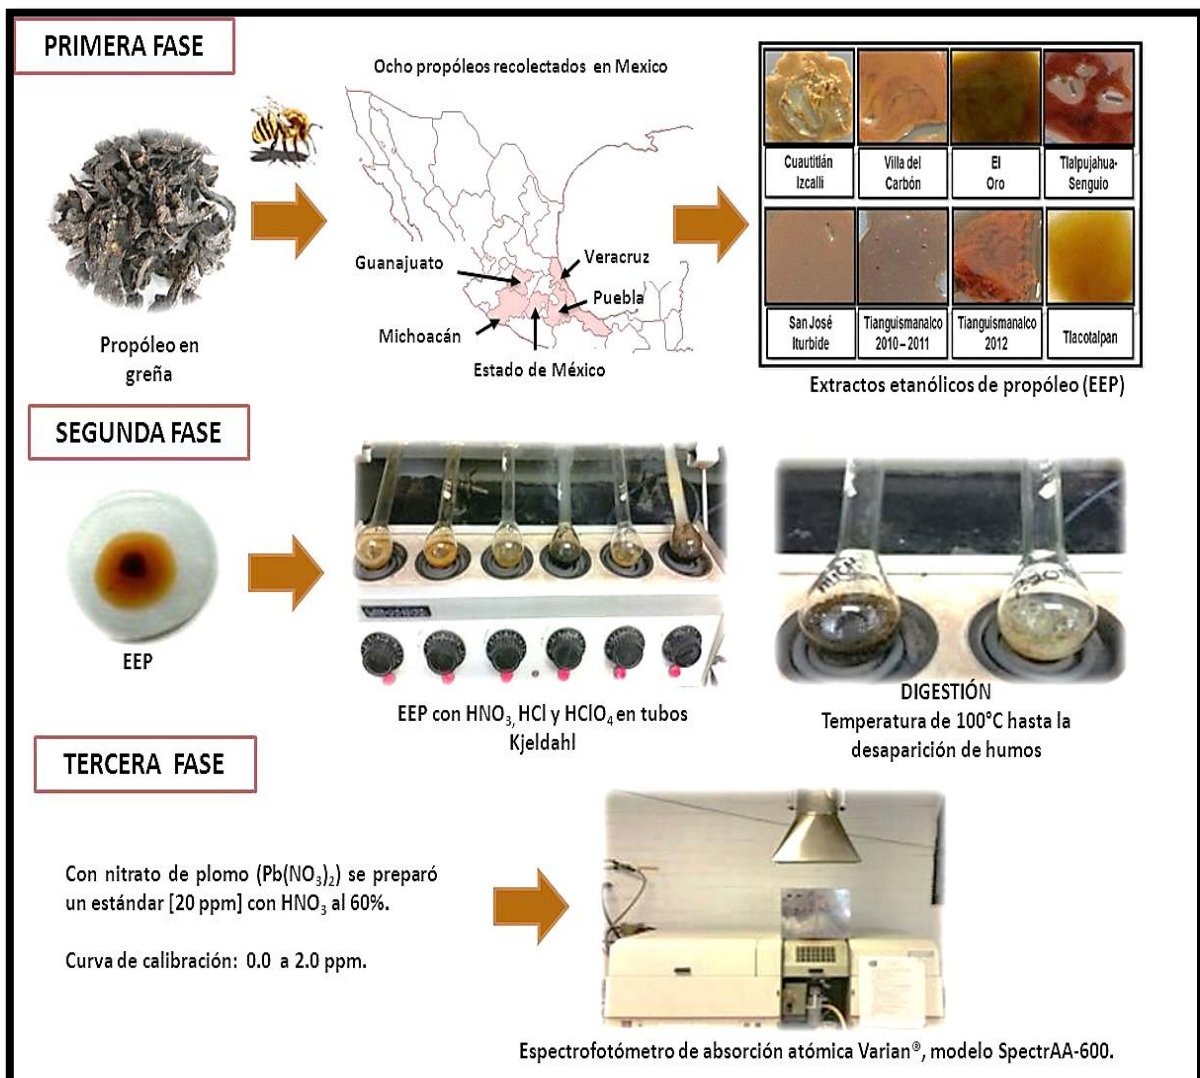 PRIMERA FASE
Ocho propóleos recolectados en Mexico
Propóleo en
greña
Guanajuato
Veracruz
Puebla
Michoacán
Estado de México
Cuautitlán
Izcalli
Villa del
Carbón
El
Oro
Tlalpujahua-
Senguio
San José
Iturbide
Tianguismanalco
2010 – 2011
Tianguismanalco
2012
Tlacotalpan
Extractos etanólicos de propóleo (EEP)
SEGUNDA FASE
EEP
EEP con HNO₃, HCl y HClO₄ en tubos
Kjeldahl
DIGESTIÓN
Temperatura de 100°C hasta la
desaparición de humos
TERCERA FASE
Con nitrato de plomo (Pb(NO₃)₂) se preparó
un estándar [20 ppm] con HNO₃ al 60%.
Curva de calibración: 0.0 a 2.0 ppm.
Espectrofotómetro de absorción atómica Varian®, modelo SpectrAA-600.